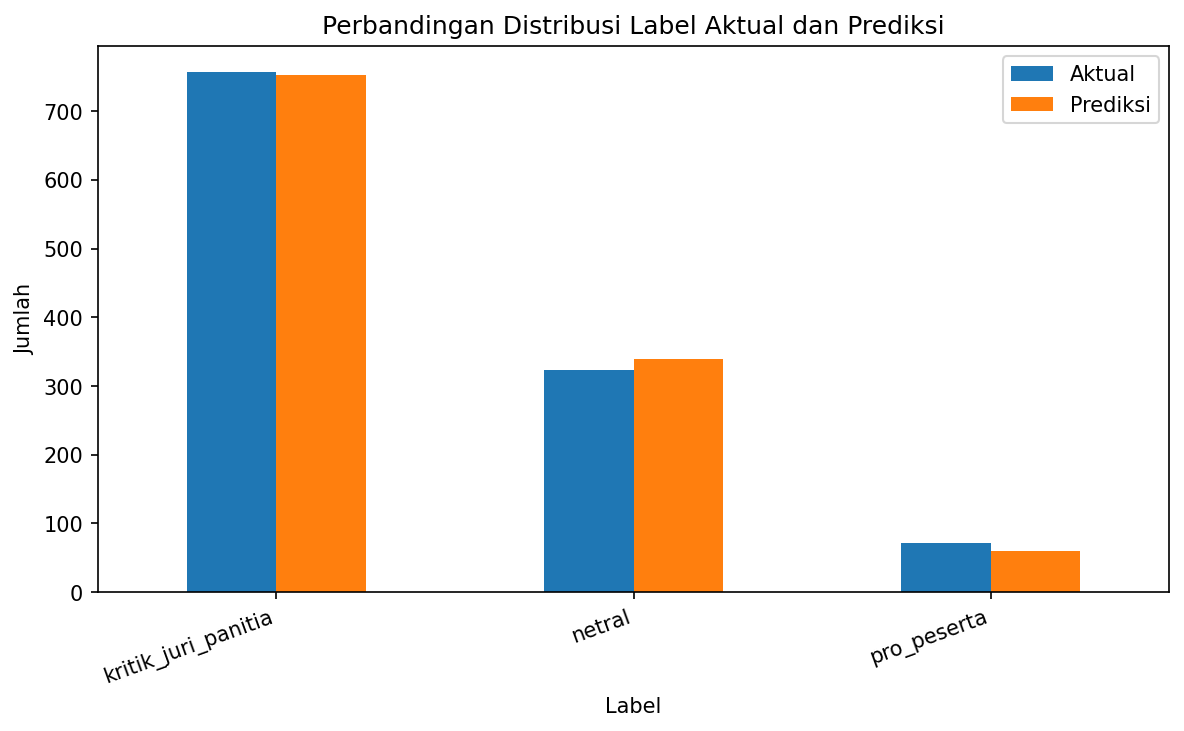 Perbandingan Distribusi Label Aktual dan Prediksi
Aktual
Prediksi
Jumlah
700
600
500
400
300
200
100
0
kritik_juri_panitia
netral
pro_peserta
Label